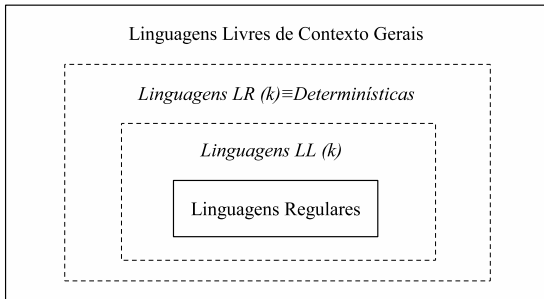 Linguagens Livres de Contexto Gerais
Linguagens LR (k)≡Determinísticas
Linguagens LL (k)
Linguagens Regulares